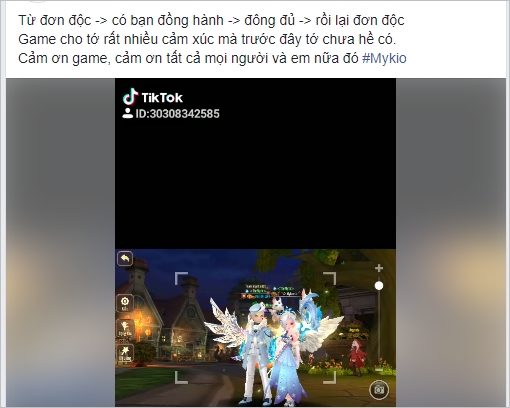 Từ đơn độc -> có bạn đồng hành -> đông đủ -> rồi lại đơn độc
Game cho tớ rất nhiều cảm xúc mà trước đây tớ chưa hề có.
Cảm ơn game, cảm ơn tất cả mọi người và em nữa đó #Mykio
TikTok
ID:30308342585